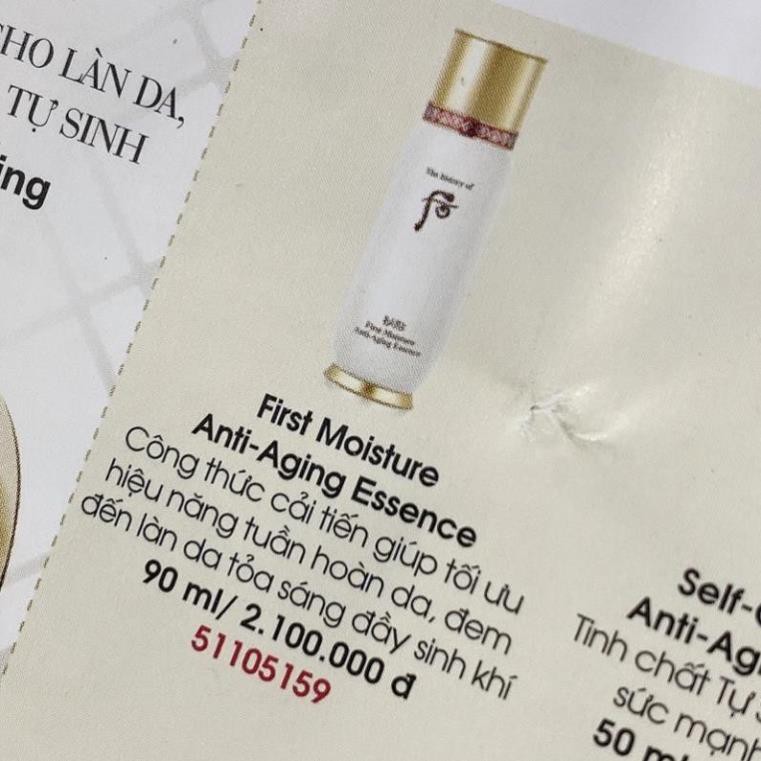 CHO LÀN DA,
TỰ SINH
ing
The history of
后
First Moisture
Anti-Aging Essence
First Moisture
Anti-Aging Essence
Công thức cải tiến giúp tối ưu
hiệu năng tuần hoàn da, đem
đến làn da tỏa sáng đầy sinh khí
90 ml/ 2.100.000 đ
51105159
Self-
Anti-Ag
Tinh chất Tự
sức mạnh
50 ml